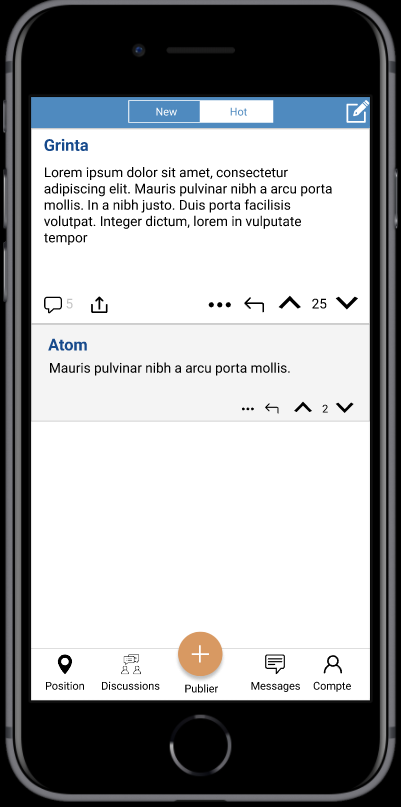 New Hot
Grinta
Lorem ipsum dolor sit amet, consectetur
adipiscing elit. Mauris pulvinar nibh a arcu porta
mollis. In a nibh justo. Duis porta facilisis
volutpat. Integer dictum, lorem in vulputate
tempor
5 25
Atom
Mauris pulvinar nibh a arcu porta mollis.
2
Position Discussions Publier Messages Compte